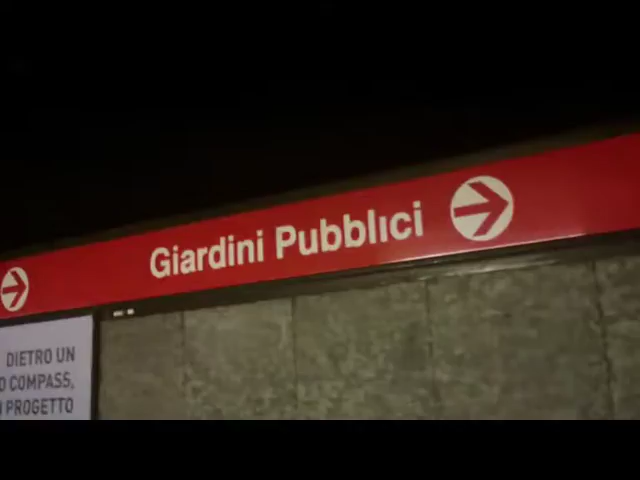 Giardini Pubblici
DIETRO UN
O COMPASS,
PROGETTO